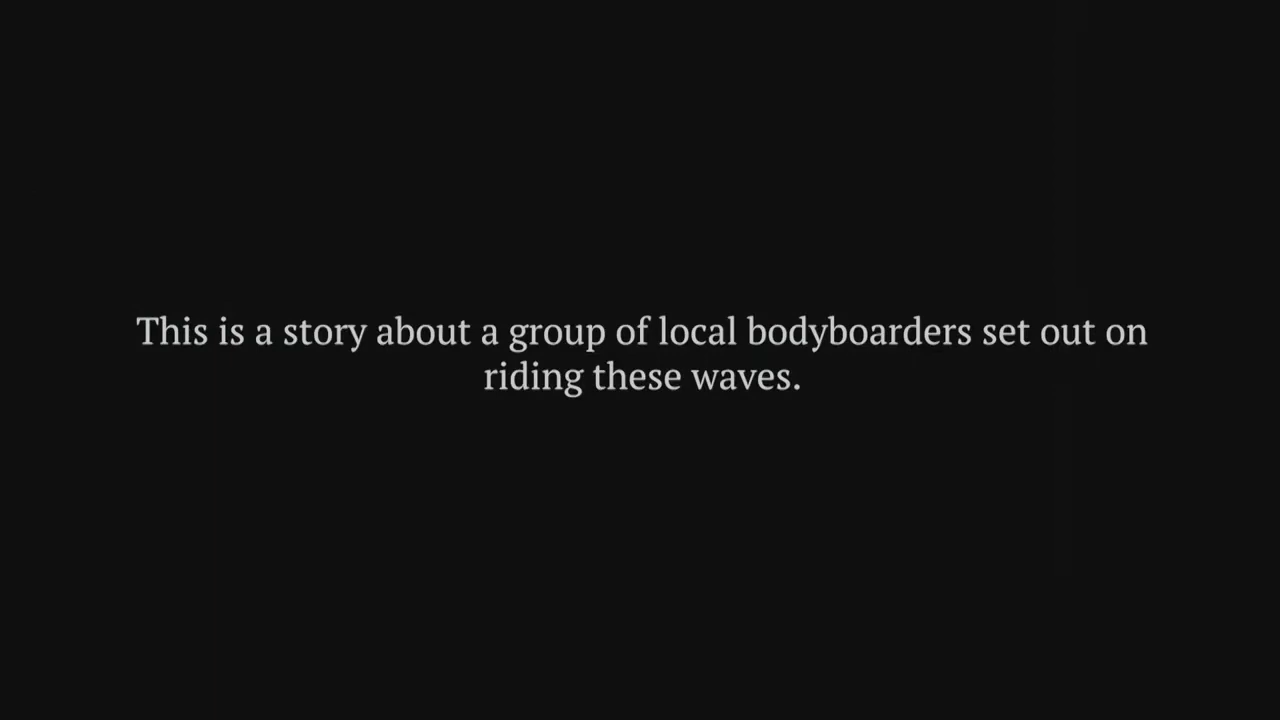 This is a story about a group of local bodyboarders set out on
riding these waves.